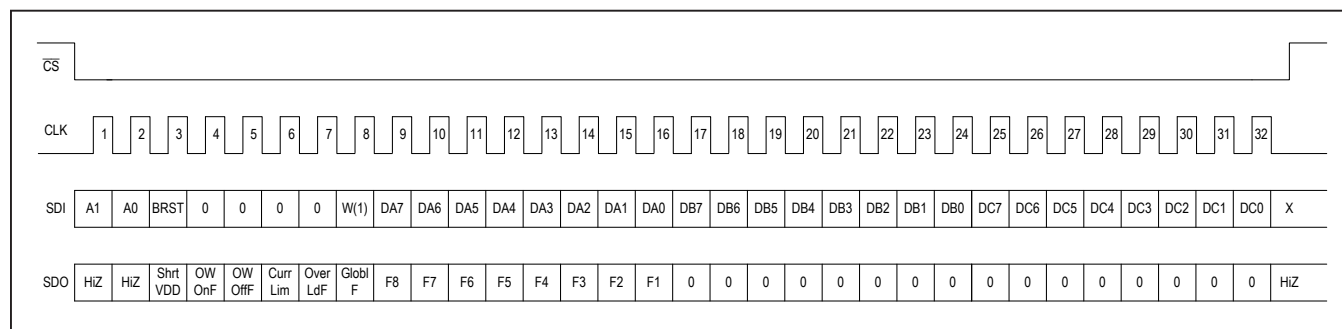 CS
CLK 1 2 3 4 5 6 7 8 9 10 11 12 13 14 15 16 17 18 19 20 21 22 23 24 25 26 27 28 29 30 31 32
SDI A1 A0 BRST 0 0 0 0 W(1) DA7 DA6 DA5 DA4 DA3 DA2 DA1 DA0 DB7 DB6 DB5 DB4 DB3 DB2 DB1 DB0 DC7 DC6 DC5 DC4 DC3 DC2 DC1 DC0 X
SDO HiZ HiZ Shrt VDD OW OnF OW OffF Curr Lim Over LdF Globl F F8 F7 F6 F5 F4 F3 F2 F1 0 0 0 0 0 0 0 0 0 0 0 0 0 0 0 0 HiZ